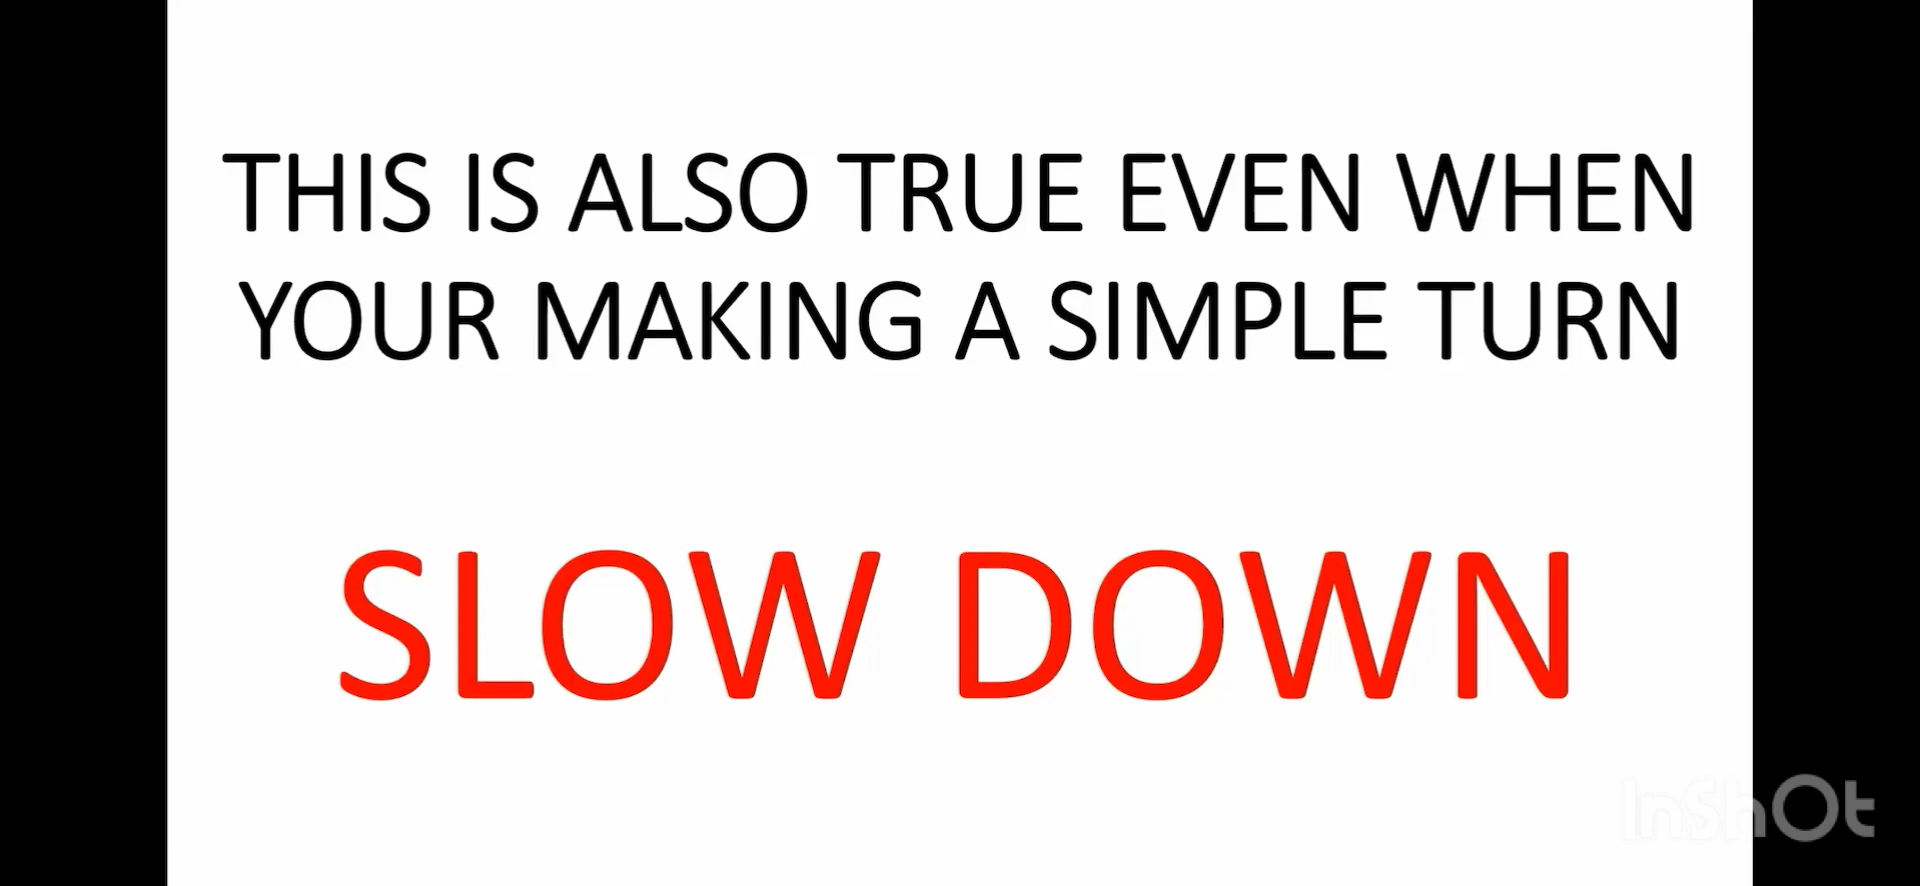 THIS IS ALSO TRUE EVEN WHEN
YOUR MAKING A SIMPLE TURN
SLOW DOWN
InShOt